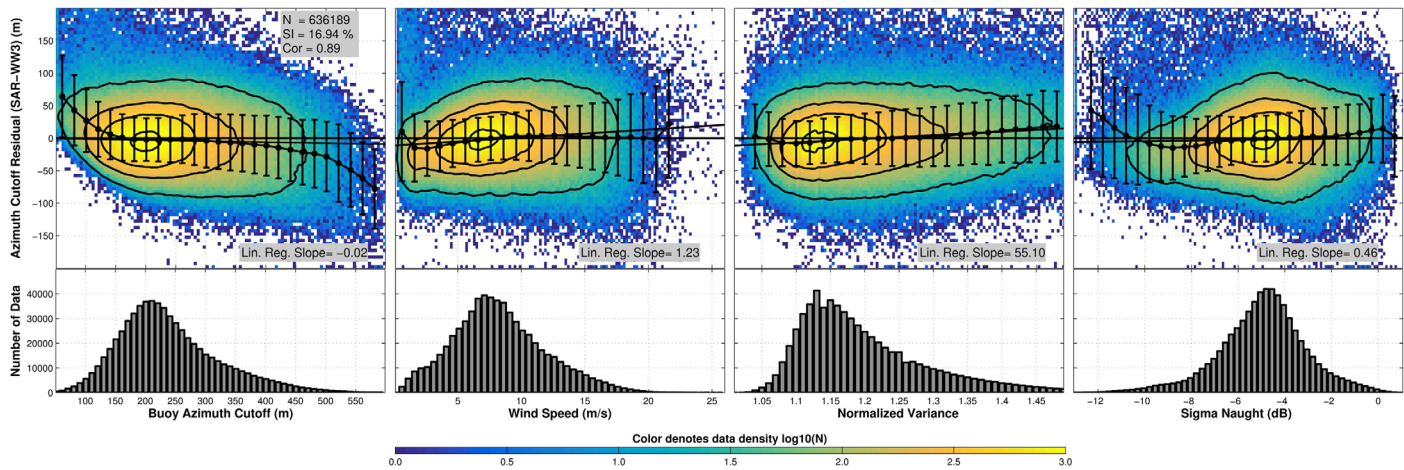 Azimuth Cutoff Residual (SAR−WW3) (m)
150
100
50
0
−50
−100
−150
N = 636189
SI = 16.94 %
Cor = 0.89
Lin. Reg. Slope= −0.02
Lin. Reg. Slope= 1.23
Lin. Reg. Slope= 55.10
Lin. Reg. Slope= 0.46
Number of Data
40000
30000
20000
10000
0
100 150 200 250 300 350 400 450 500 550
Buoy Azimuth Cutoff (m)
5 10 15 20 25
Wind Speed (m/s)
1.05 1.1 1.15 1.2 1.25 1.3 1.35 1.4 1.45
Normalized Variance
−12 −10 −8 −6 −4 −2 0
Sigma Naught (dB)
Color denotes data density log10(N)
0.0 0.5 1.0 1.5 2.0 2.5 3.0